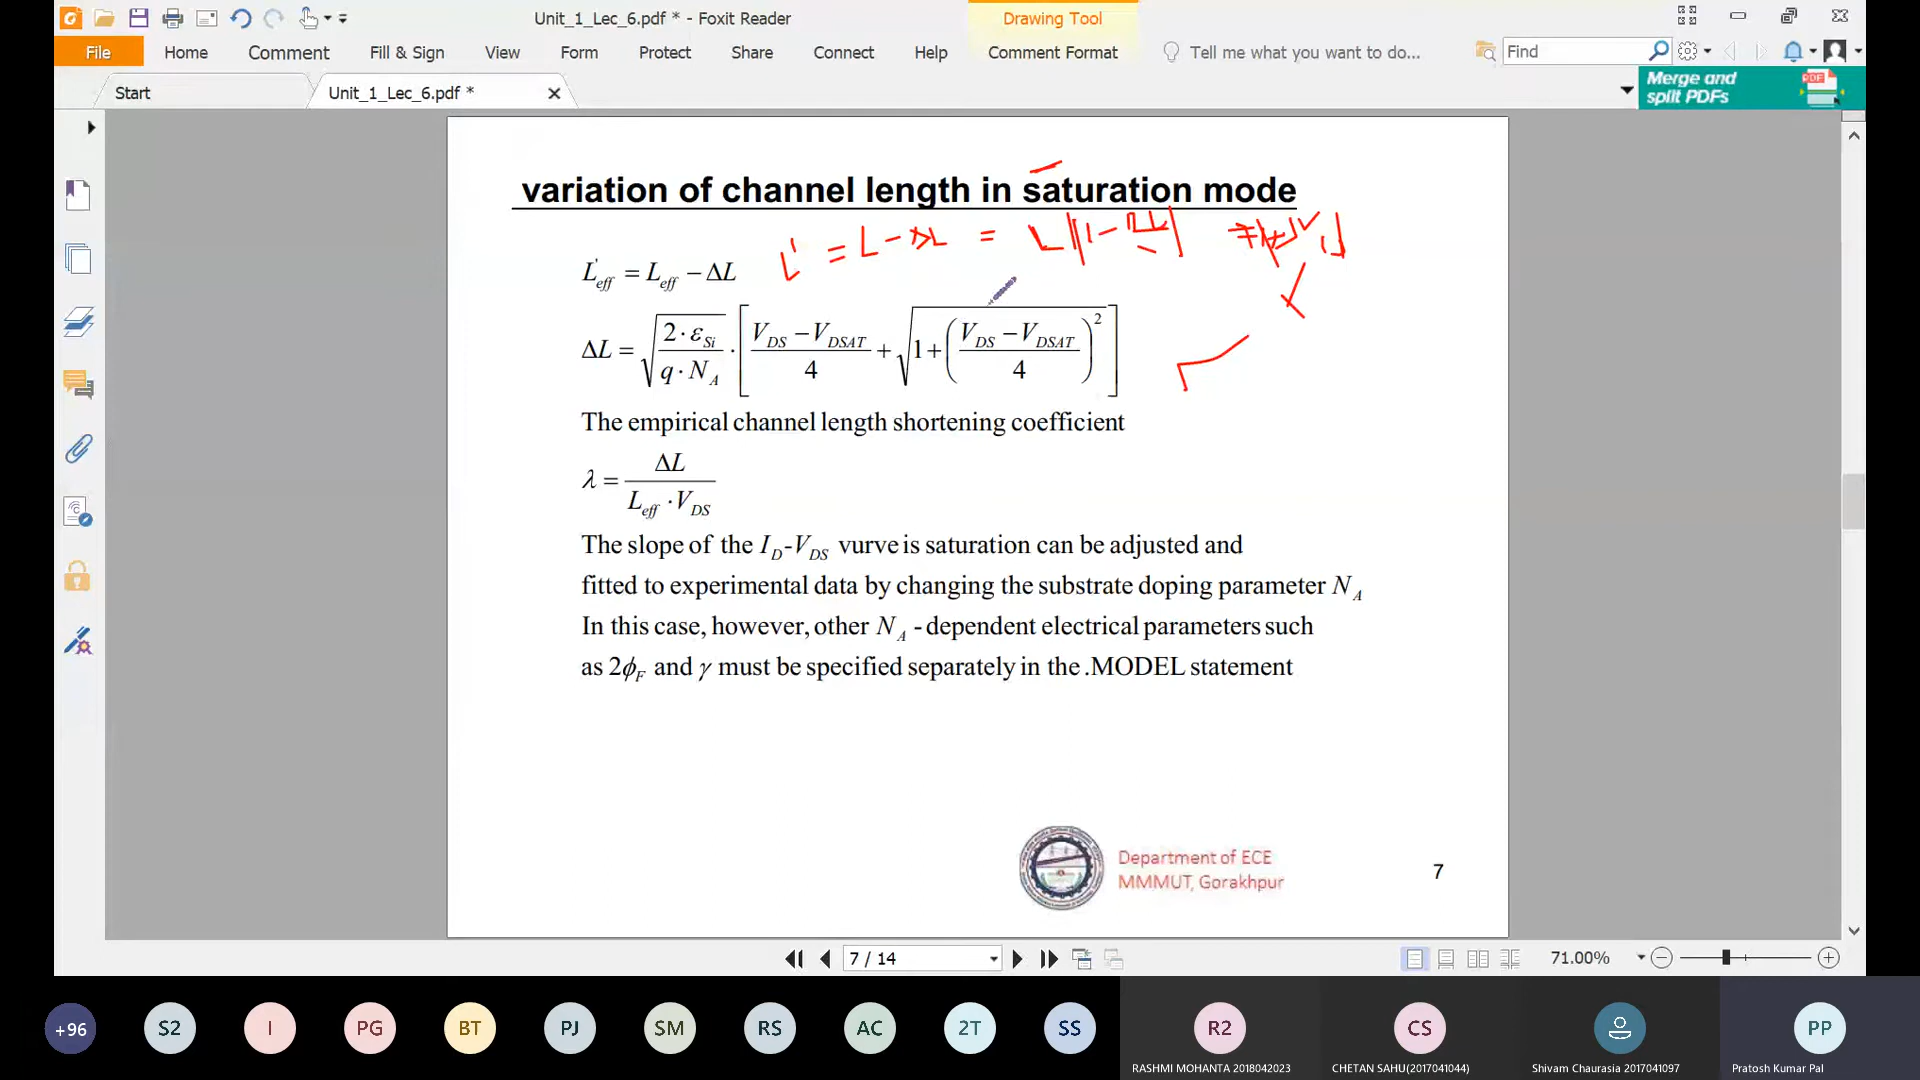 Unit_1_Lec_6.pdf * - Foxit Reader
Drawing Tool
File Home Comment Fill & Sign View Form Protect Share Connect Help Comment Format Tell me what you want to do... Find
Start Unit_1_Lec_6.pdf * Merge and
split PDFs
variation of channel length in saturation mode
L' = L - ΔL =
L'eff = Leff − ΔL
ΔL = √(2·εSi / q·NA) · [(VDS − VDSAT)/4 + √(1+((VDS − VDSAT)/4)²)]
The empirical channel length shortening coefficient
λ = ΔL / (Leff · VDS)
The slope of the ID-VDS vurve is saturation can be adjusted and
fitted to experimental data by changing the substrate doping parameter NA
In this case, however, other NA - dependent electrical parameters such
as 2ϕF and γ must be specified separately in the .MODEL statement
Department of ECE
MMMUT, Gorakhpur
7
7 / 14
71.00%
+96 S2 I PG BT PJ SM RS AC 2T SS R2 CS PP
RASHMI MOHANTA 2018042023 CHETAN SAHU(2017041044) Shivam Chaurasia 2017041097 Pratosh Kumar Pal